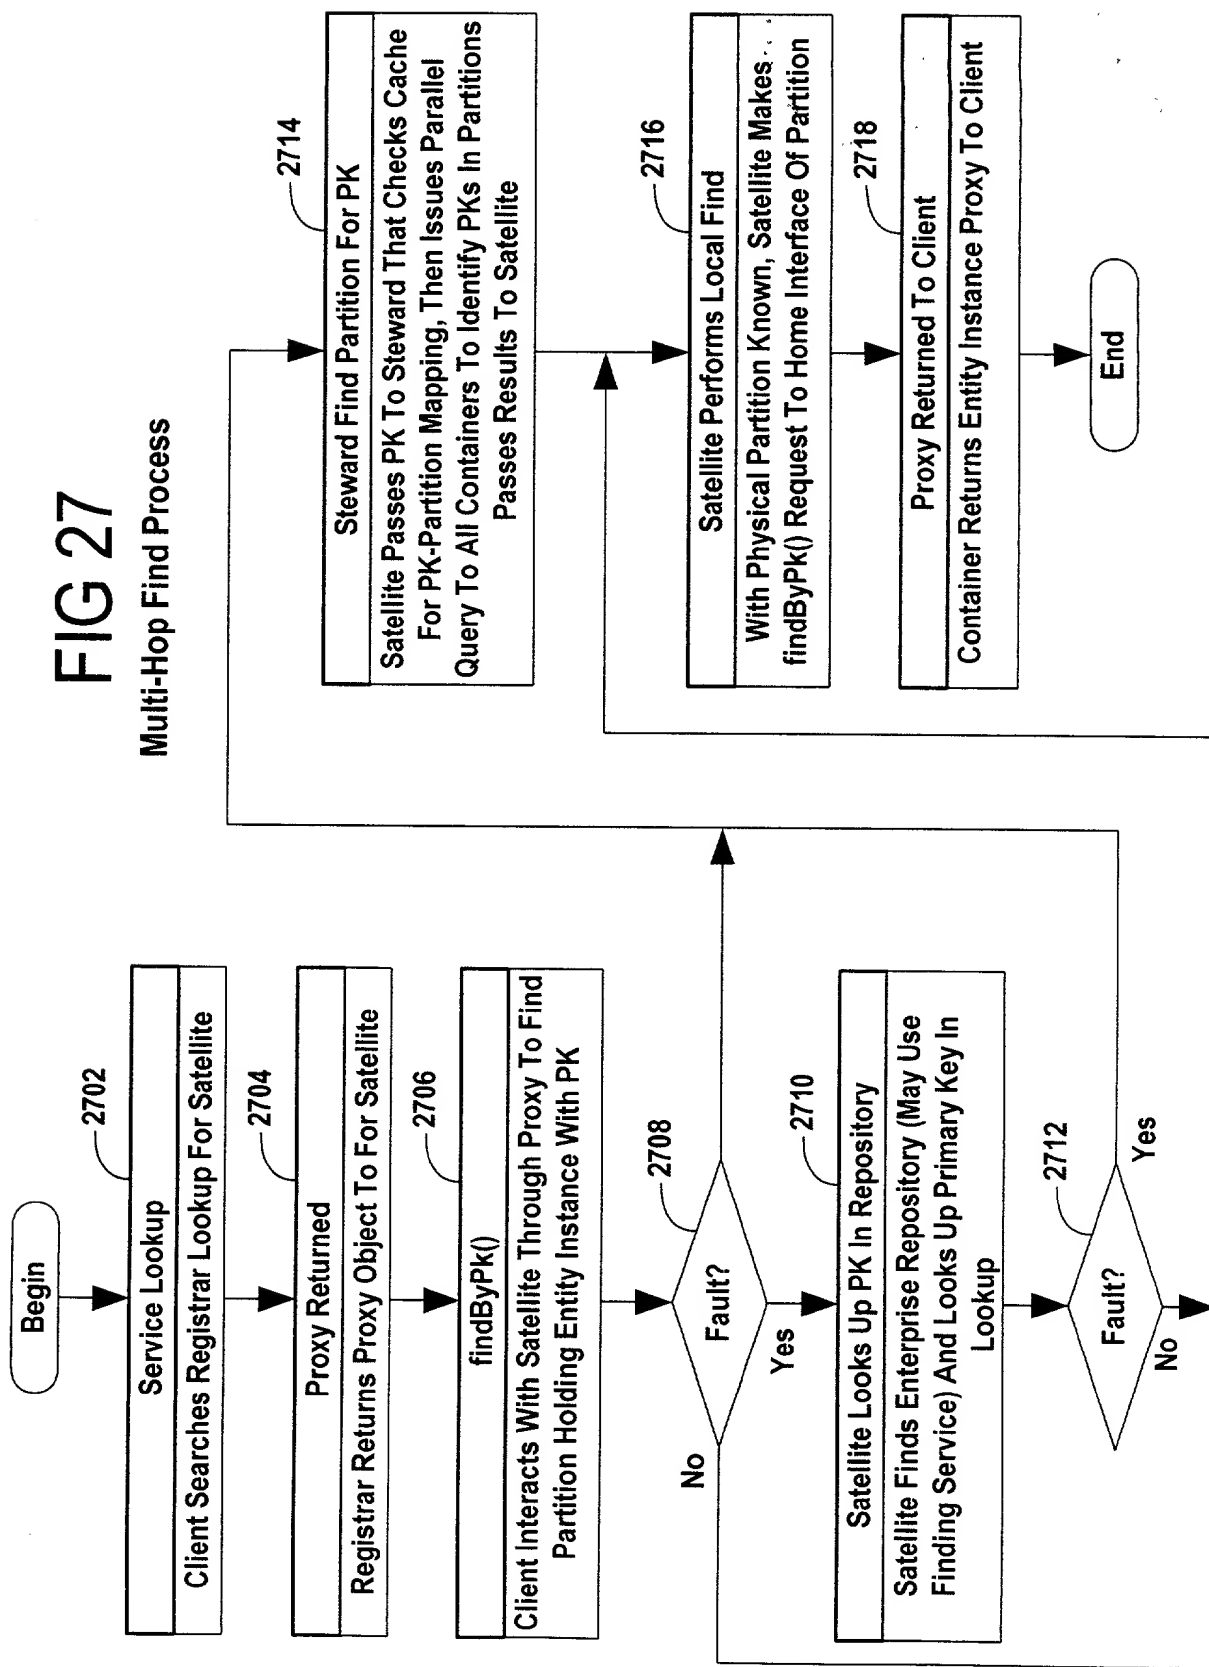 FIG 27
Multi-Hop Find Process
Begin
2702
Service Lookup
Client Searches Registrar Lookup For Satellite
2704
Proxy Returned
Registrar Returns Proxy Object To For Satellite
2706
findByPk()
Client Interacts With Satellite Through Proxy To Find
Partition Holding Entity Instance With PK
2708
Fault?
No
Yes
2710
Satellite Looks Up PK In Repository
Satellite Finds Enterprise Repository (May Use
Finding Service) And Looks Up Primary Key In
Lookup
2712
Fault?
Yes
No
2714
Steward Find Partition For PK
Satellite Passes PK To Steward That Checks Cache
For PK-Partition Mapping, Then Issues Parallel
Query To All Containers To Identify PKs In Partitions
Passes Results To Satellite
2716
Satellite Performs Local Find
With Physical Partition Known, Satellite Makes
findByPk() Request To Home Interface Of Partition
2718
Proxy Returned To Client
Container Returns Entity Instance Proxy To Client
End